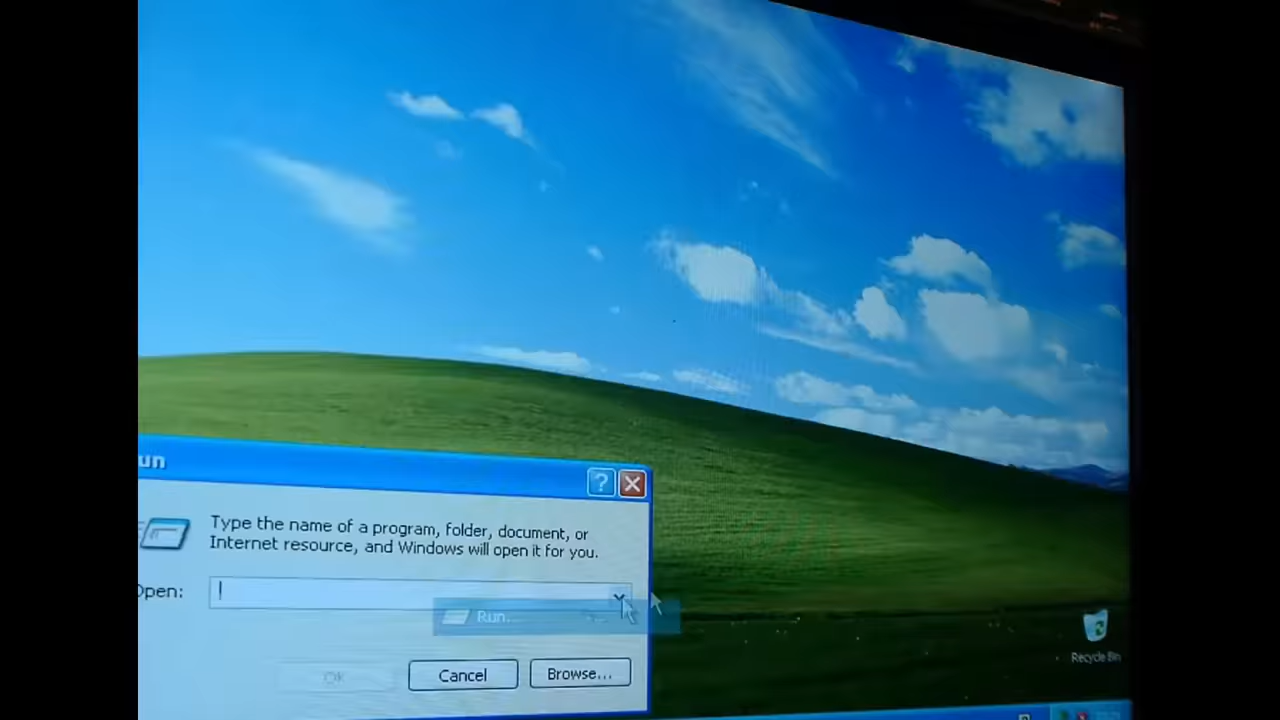 un
Type the name of a program, folder, document, or
Internet resource, and Windows will open it for you.
Open:
Run...
OK
Cancel
Browse...
Recycle Bin